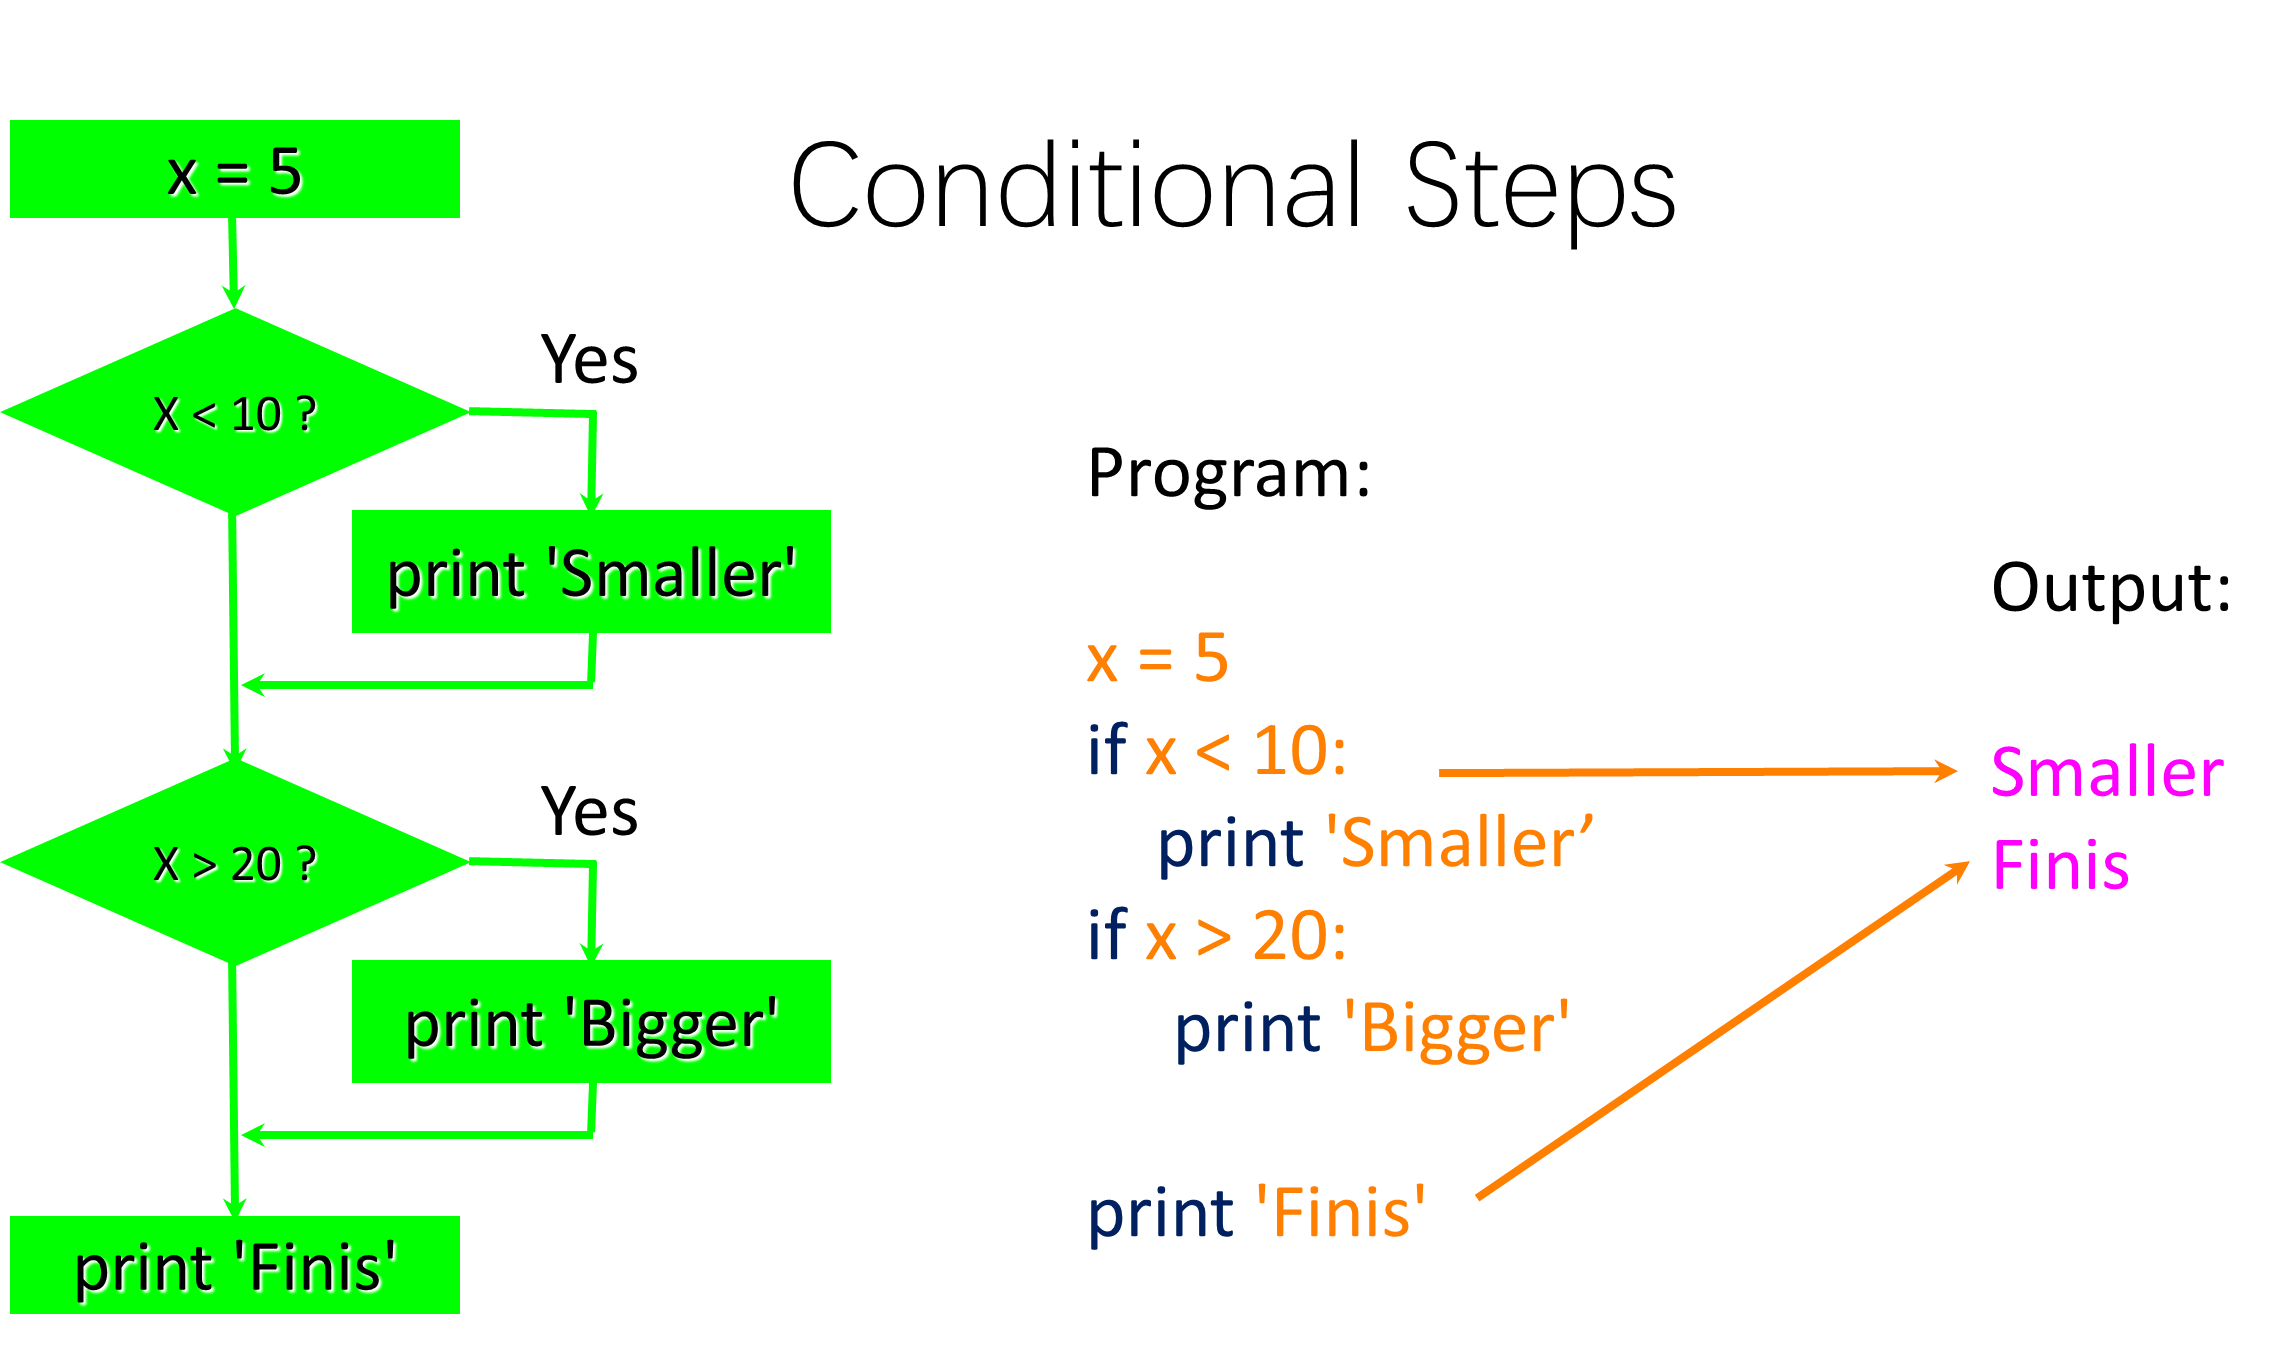 Conditional Steps
x = 5
X < 10 ?
Yes
print 'Smaller'
X > 20 ?
Yes
print 'Bigger'
print 'Finis'
Program:
x = 5
if x < 10:
print 'Smaller’
if x > 20:
print 'Bigger'
print 'Finis'
Output:
Smaller
Finis